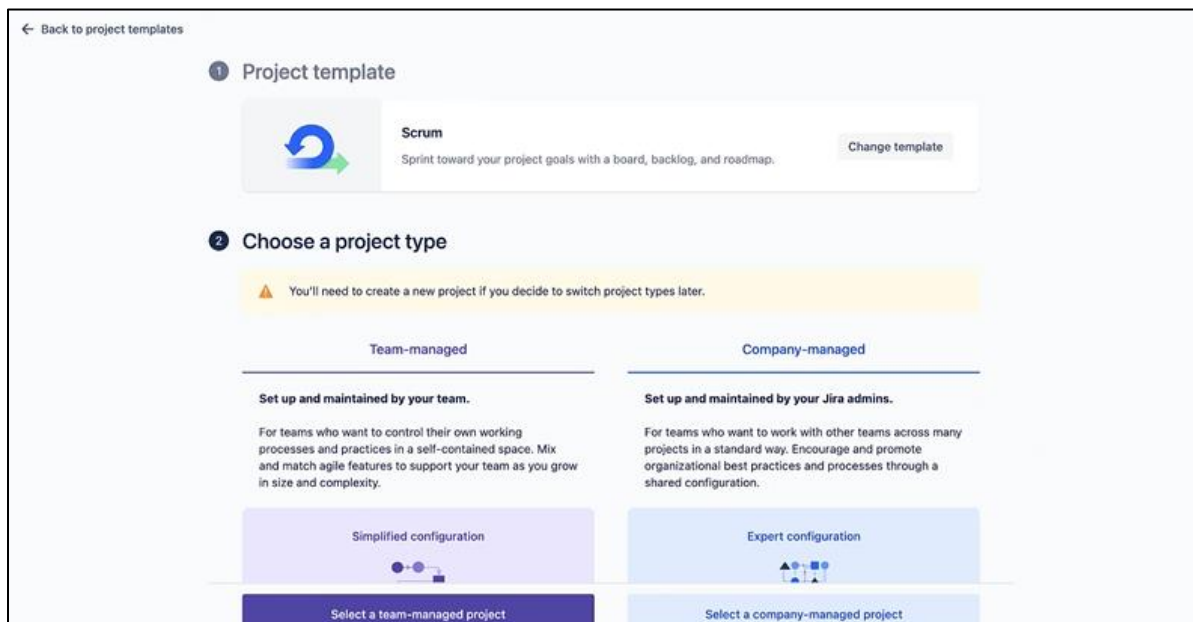 ← Back to project templates
1 Project template
Scrum
Sprint toward your project goals with a board, backlog, and roadmap.
Change template
2 Choose a project type
You'll need to create a new project if you decide to switch project types later.
Team-managed
Set up and maintained by your team.
For teams who want to control their own working
processes and practices in a self-contained space. Mix
and match agile features to support your team as you grow
in size and complexity.
Simplified configuration
Select a team-managed project
Company-managed
Set up and maintained by your Jira admins.
For teams who want to work with other teams across many
projects in a standard way. Encourage and promote
organizational best practices and processes through a
shared configuration.
Expert configuration
Select a company-managed project